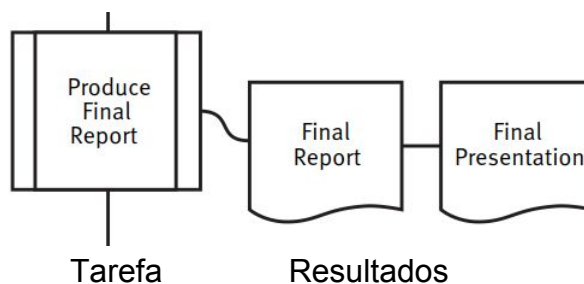 Produce
Final
Report
Final
Report
Final
Presentation
Tarefa
Resultados